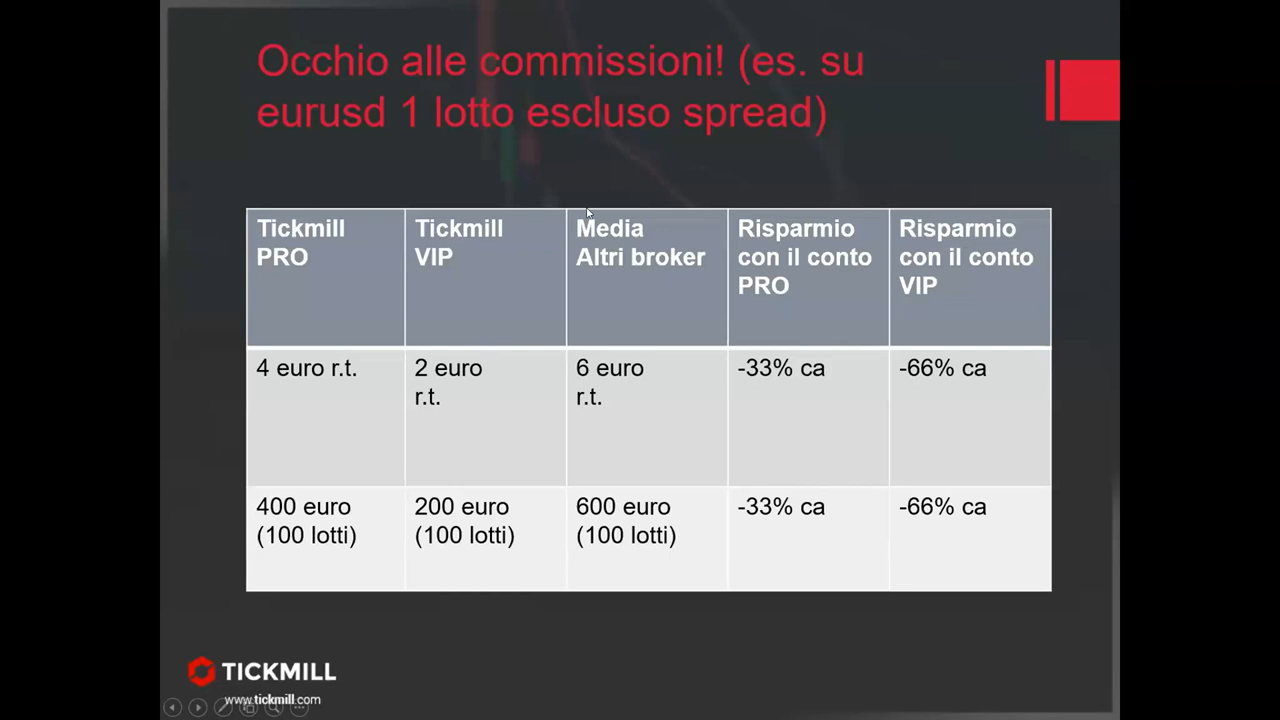 Occhio alle commissioni! (es. su
eurusd 1 lotto escluso spread)
Tickmill
PRO
Tickmill
VIP
Media
Altri broker
Risparmio
con il conto
PRO
Risparmio
con il conto
VIP
4 euro r.t.
2 euro
r.t.
6 euro
r.t.
-33% ca
-66% ca
400 euro
(100 lotti)
200 euro
(100 lotti)
600 euro
(100 lotti)
-33% ca
-66% ca
TICKMILL
www.tickmill.com